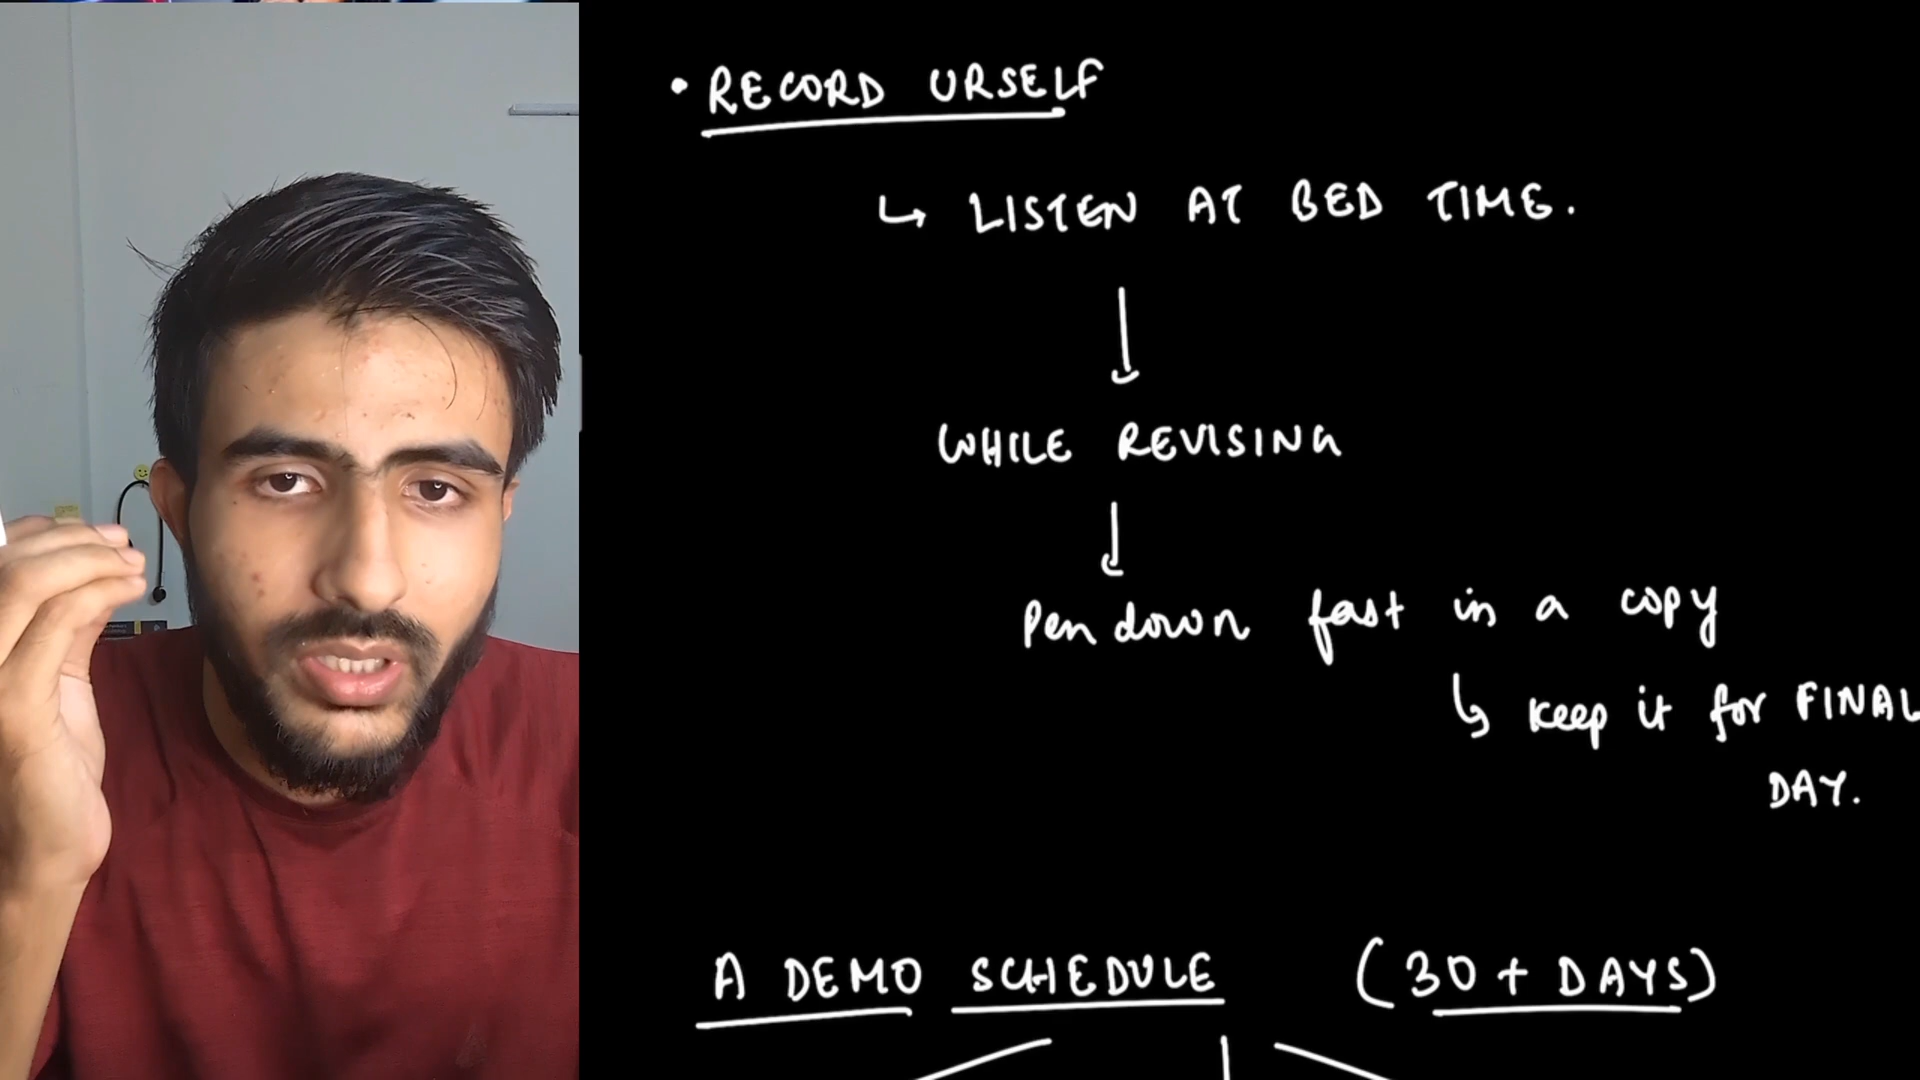 • RECORD URSELF
↳ LISTEN AT BED TIME.
↓
WHILE REVISING
↓
Pen down fast in a copy
↳ keep it for FINAL
DAY.
A DEMO SCHEDULE (30+ DAYS)